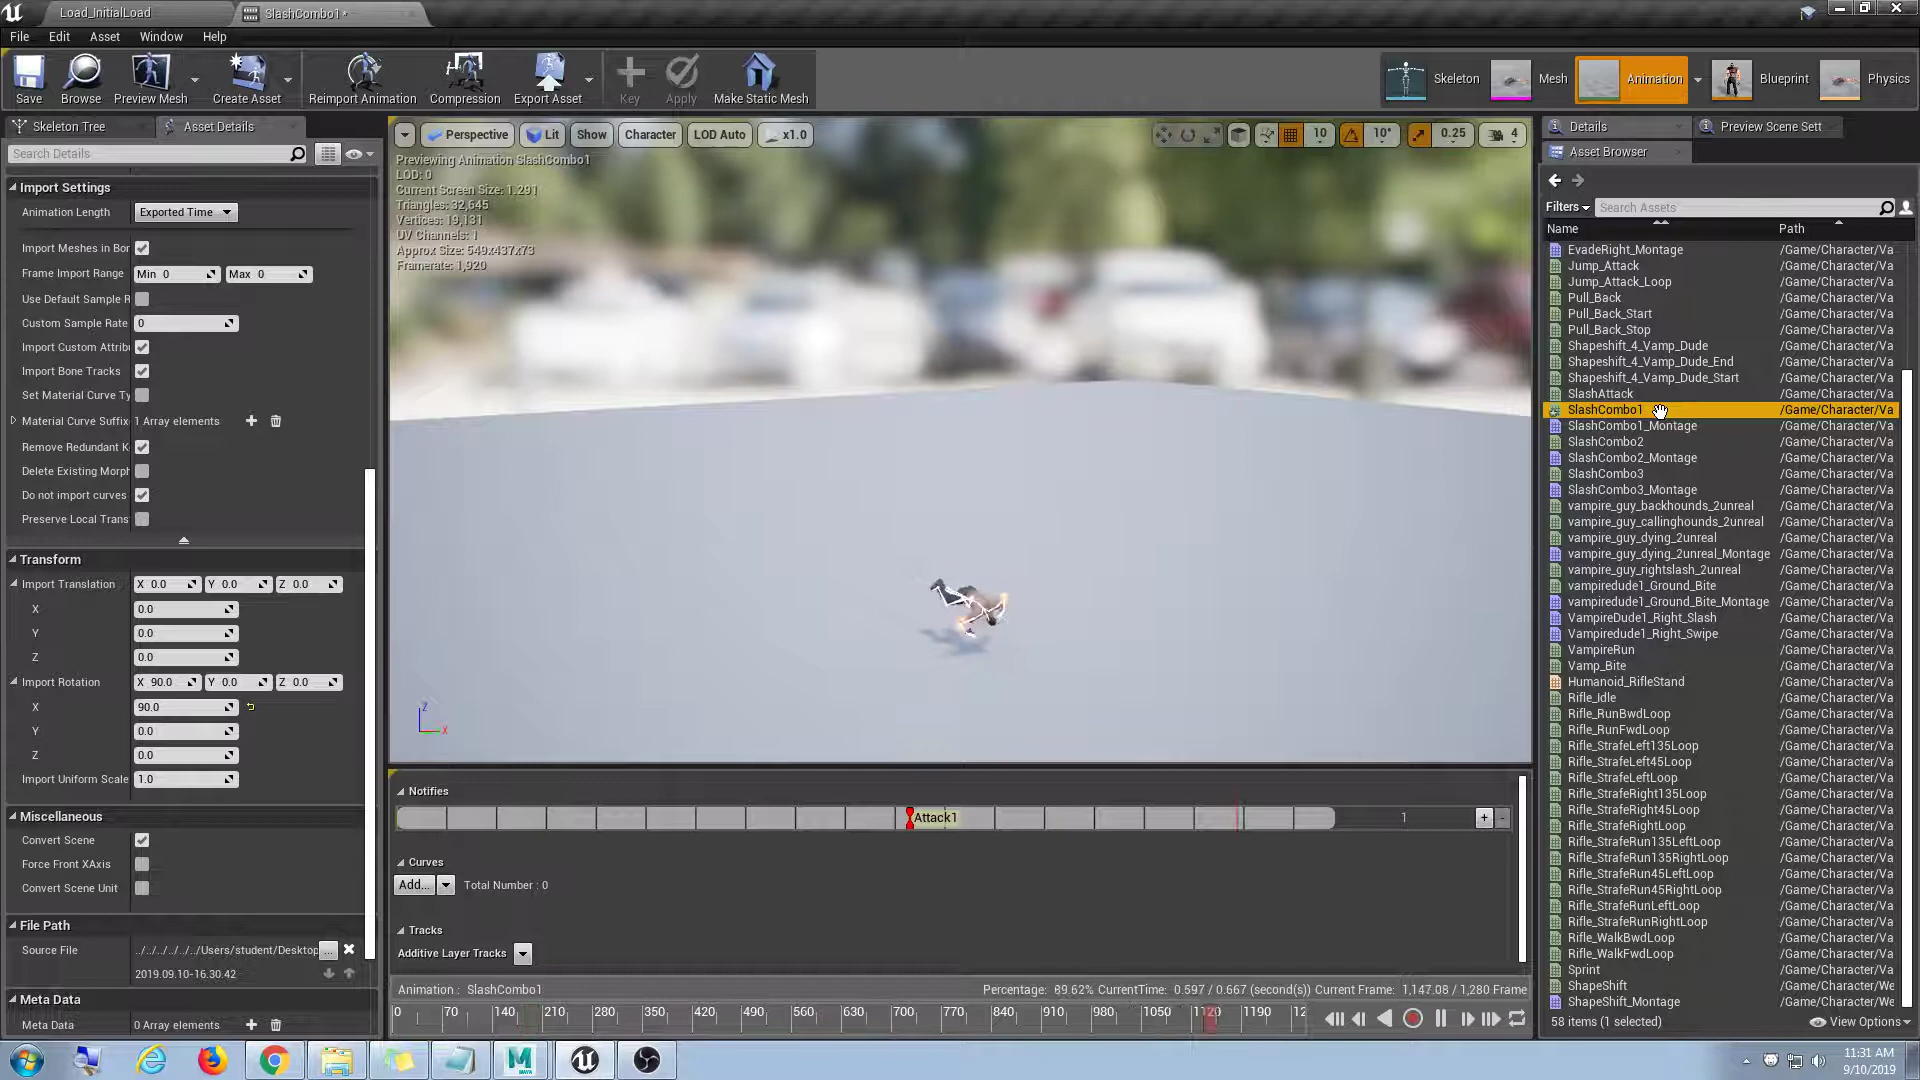 Load_InitialLoad
SlashCombo1*
File Edit Asset Window Help
Save
Browse
Preview Mesh
Create Asset
Reimport Animation
Compression
Export Asset
Key
Apply
Make Static Mesh
Skeleton
Mesh
Animation
Blueprint
Physics
Skeleton Tree
Asset Details
Search Details
Import Settings
Animation Length Exported Time
Import Meshes in Bor
Frame Import Range Min 0 Max 0
Use Default Sample R
Custom Sample Rate 0
Import Custom Attrib
Import Bone Tracks
Set Material Curve Ty
Material Curve Suffix 1 Array elements
Remove Redundant K
Delete Existing Morph
Do not import curves
Preserve Local Trans
Transform
Import Translation X 0.0 Y 0.0 Z 0.0
X 0.0
Y 0.0
Z 0.0
Import Rotation X 90.0 Y 0.0 Z 0.0
X 90.0
Y 0.0
Z 0.0
Import Uniform Scale 1.0
Miscellaneous
Convert Scene
Force Front XAxis
Convert Scene Unit
File Path
Source File ../../../../../../Users/student/Desktop ...
2019.09.10-16.30.42
Meta Data
Meta Data 0 Array elements
Perspective Lit Show Character LOD Auto x1.0 10 10° 0.25 4
Previewing Animation SlashCombo1
LOD: 0
Current Screen Size: 1.291
Triangles: 32,645
Vertices: 19,131
UV Channels: 1
Approx Size: 549x437x73
Framerate: 1,920
Z
X
Notifies
Attack1
1
+ -
Curves
Add... Total Number : 0
Tracks
Additive Layer Tracks
Animation : SlashCombo1 Percentage: 89.62% CurrentTime: 0.597 / 0.667 (second(s)) Current Frame: 1,147.08 / 1,280 Frame
0 70 140 210 280 350 420 490 560 630 700 770 840 910 980 1050 1120 1190 12
Details
Preview Scene Sett
Asset Browser
Filters Search Assets
Name Path
EvadeRight_Montage /Game/Character/Va
Jump_Attack /Game/Character/Va
Jump_Attack_Loop /Game/Character/Va
Pull_Back /Game/Character/Va
Pull_Back_Start /Game/Character/Va
Pull_Back_Stop /Game/Character/Va
Shapeshift_4_Vamp_Dude /Game/Character/Va
Shapeshift_4_Vamp_Dude_End /Game/Character/Va
Shapeshift_4_Vamp_Dude_Start /Game/Character/Va
SlashAttack /Game/Character/Va
SlashCombo1 /Game/Character/Va
SlashCombo1_Montage /Game/Character/Va
SlashCombo2 /Game/Character/Va
SlashCombo2_Montage /Game/Character/Va
SlashCombo3 /Game/Character/Va
SlashCombo3_Montage /Game/Character/Va
vampire_guy_backhounds_2unreal /Game/Character/Va
vampire_guy_callinghounds_2unreal /Game/Character/Va
vampire_guy_dying_2unreal /Game/Character/Va
vampire_guy_dying_2unreal_Montage /Game/Character/Va
vampire_guy_rightslash_2unreal /Game/Character/Va
vampiredude1_Ground_Bite /Game/Character/Va
vampiredude1_Ground_Bite_Montage /Game/Character/Va
VampireDude1_Right_Slash /Game/Character/Va
Vampiredude1_Right_Swipe /Game/Character/Va
VampireRun /Game/Character/Va
Vamp_Bite /Game/Character/Va
Humanoid_RifleStand /Game/Character/Va
Rifle_Idle /Game/Character/Va
Rifle_RunBwdLoop /Game/Character/Va
Rifle_RunFwdLoop /Game/Character/Va
Rifle_StrafeLeft135Loop /Game/Character/Va
Rifle_StrafeLeft45Loop /Game/Character/Va
Rifle_StrafeLeftLoop /Game/Character/Va
Rifle_StrafeRight135Loop /Game/Character/Va
Rifle_StrafeRight45Loop /Game/Character/Va
Rifle_StrafeRightLoop /Game/Character/Va
Rifle_StrafeRun135LeftLoop /Game/Character/Va
Rifle_StrafeRun135RightLoop /Game/Character/Va
Rifle_StrafeRun45LeftLoop /Game/Character/Va
Rifle_StrafeRun45RightLoop /Game/Character/Va
Rifle_StrafeRunLeftLoop /Game/Character/Va
Rifle_StrafeRunRightLoop /Game/Character/Va
Rifle_WalkBwdLoop /Game/Character/Va
Rifle_WalkFwdLoop /Game/Character/Va
Sprint /Game/Character/Va
ShapeShift /Game/Character/We
ShapeShift_Montage /Game/Character/We
58 items (1 selected) View Options
11:31 AM
9/10/2019